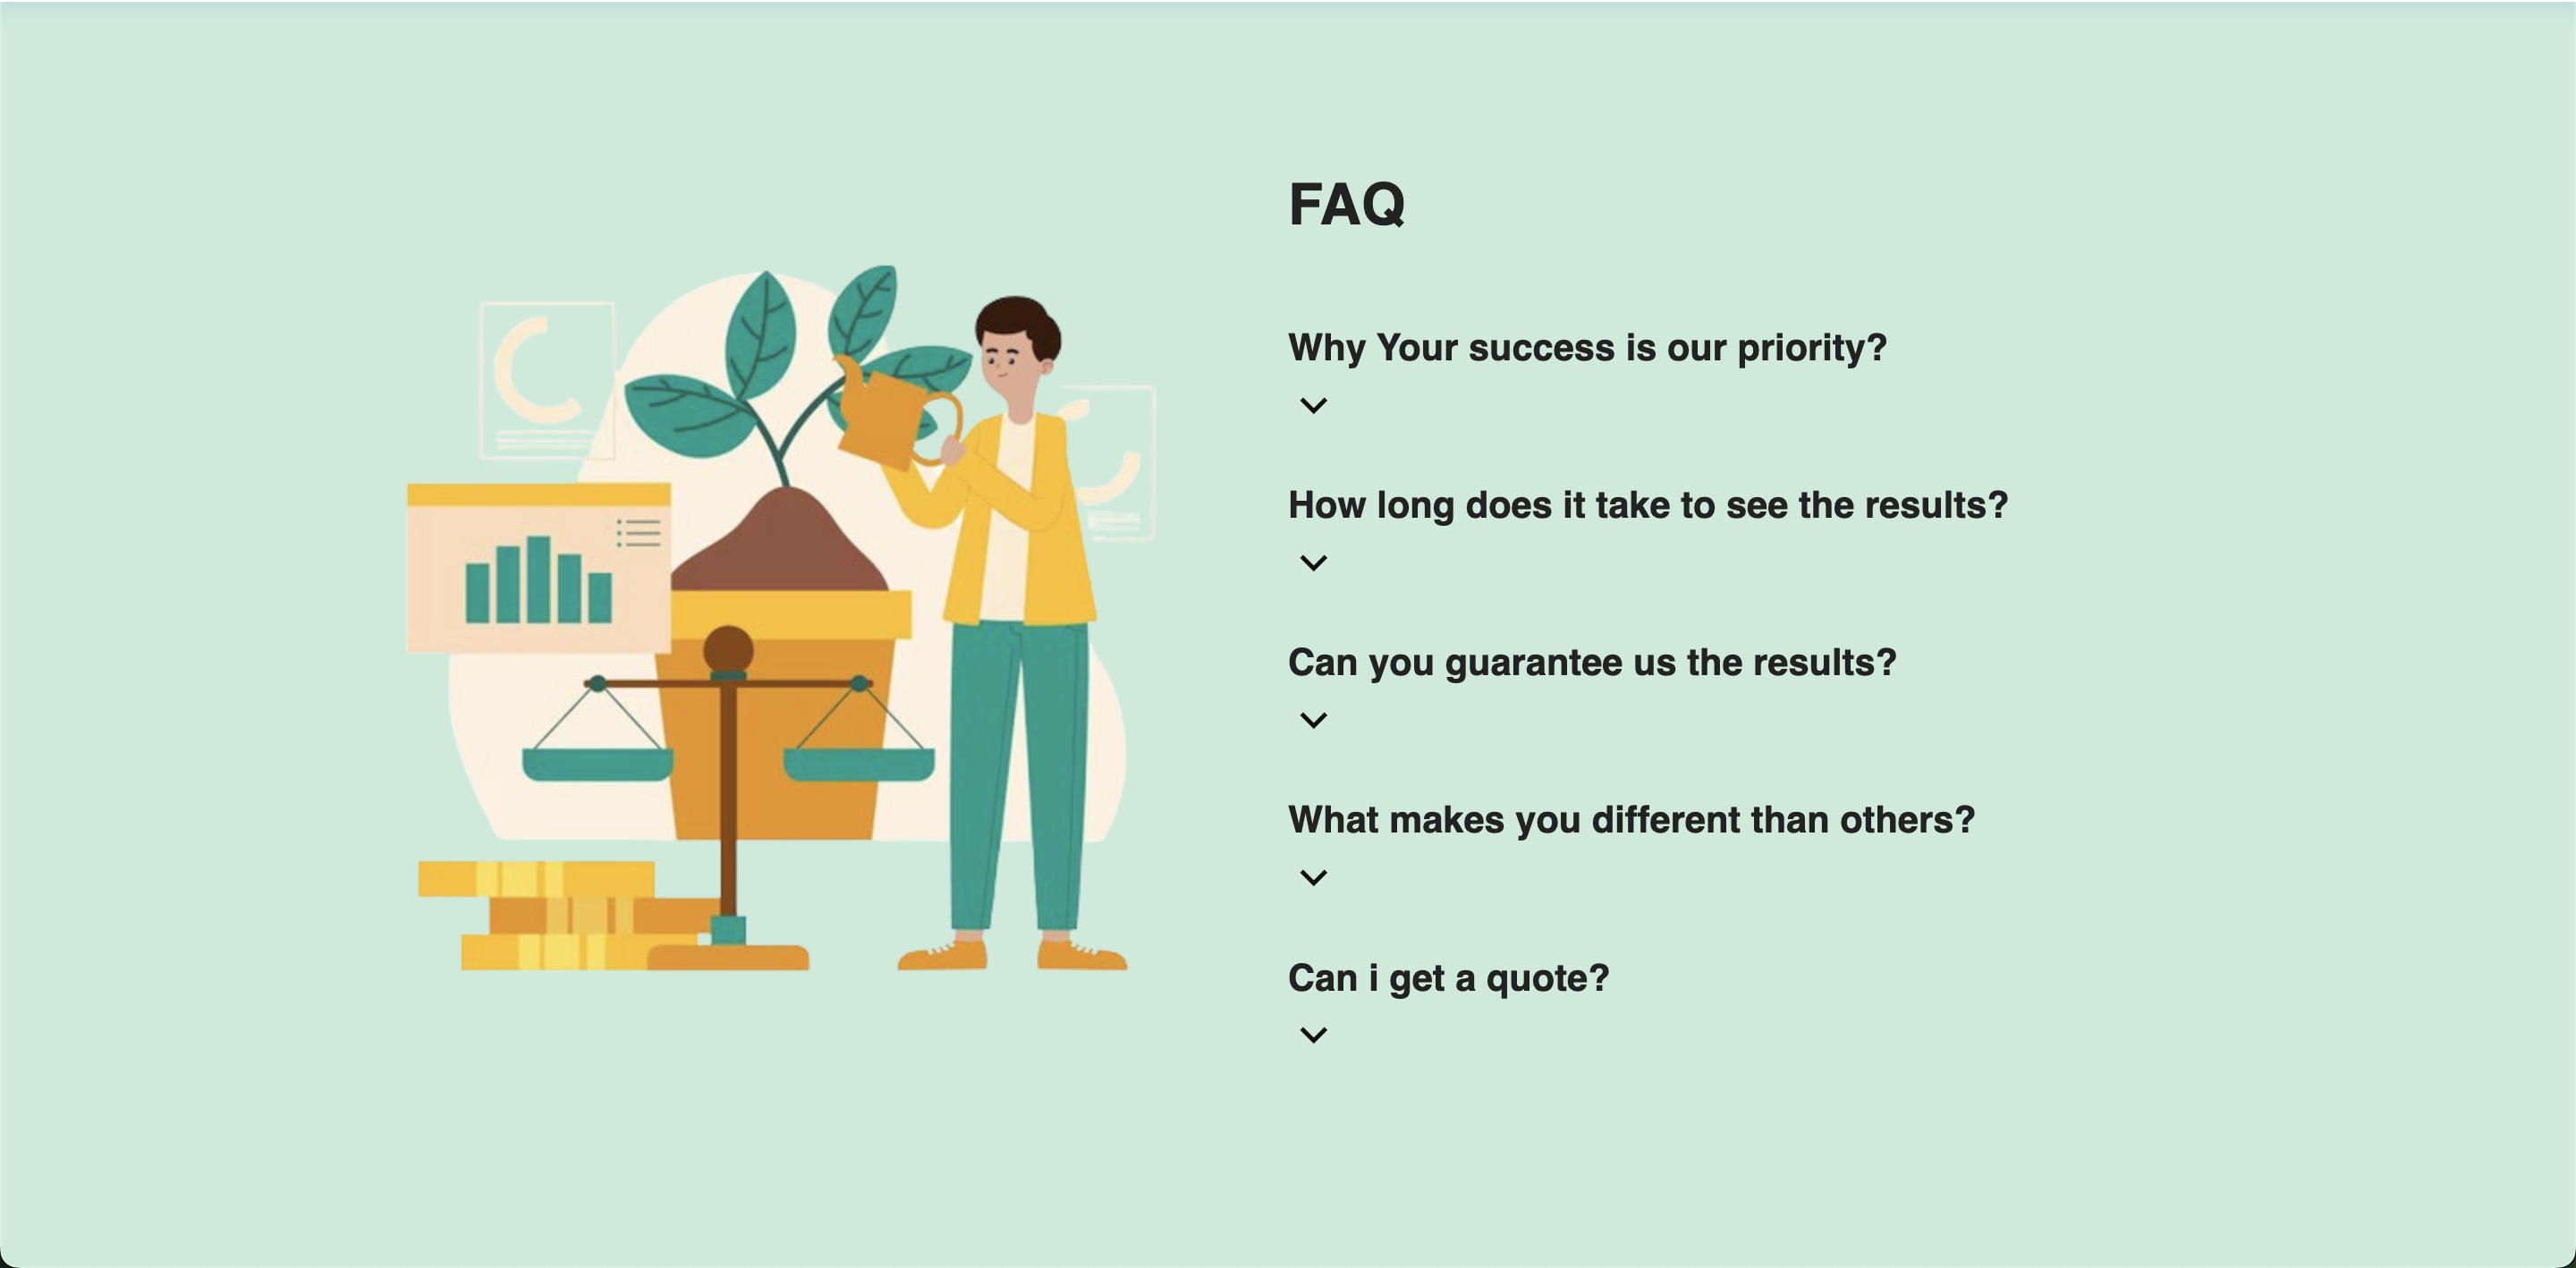 FAQ
Why Your success is our priority?
How long does it take to see the results?
Can you guarantee us the results?
What makes you different than others?
Can i get a quote?